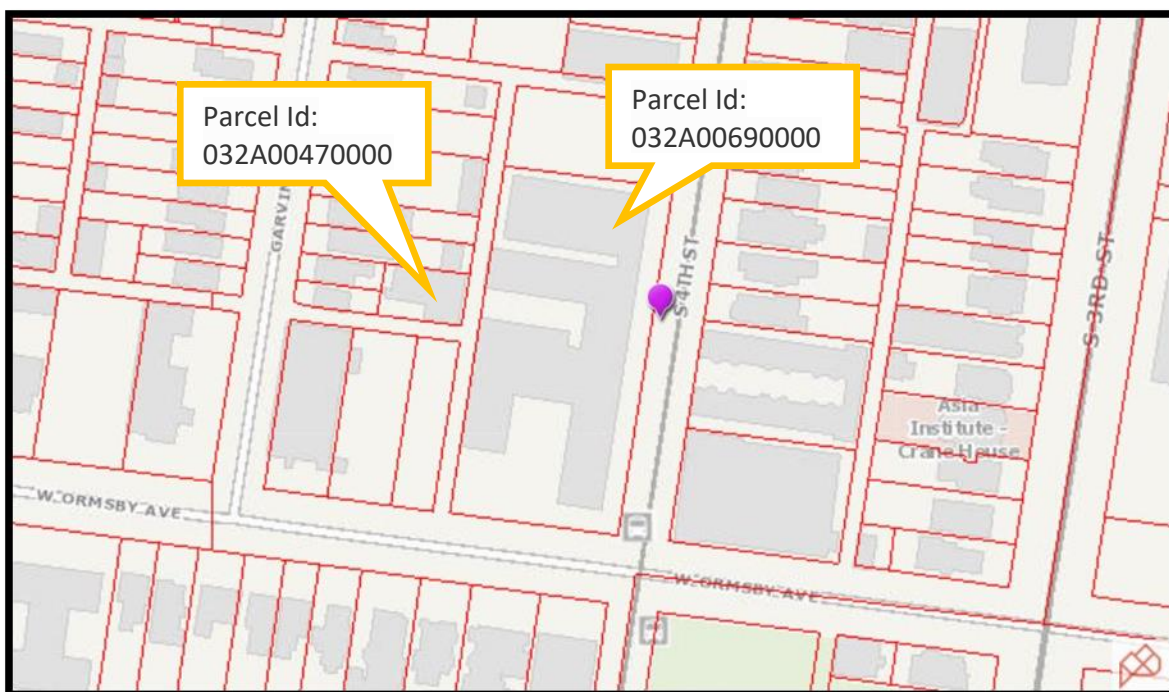 Parcel Id:
032A00470000
Parcel Id:
032A00690000
GARVIN
S 4TH ST
S 3RD ST
Asia
Institute -
Crane House
W. ORMSBY AVE
W. ORMSBY AVE